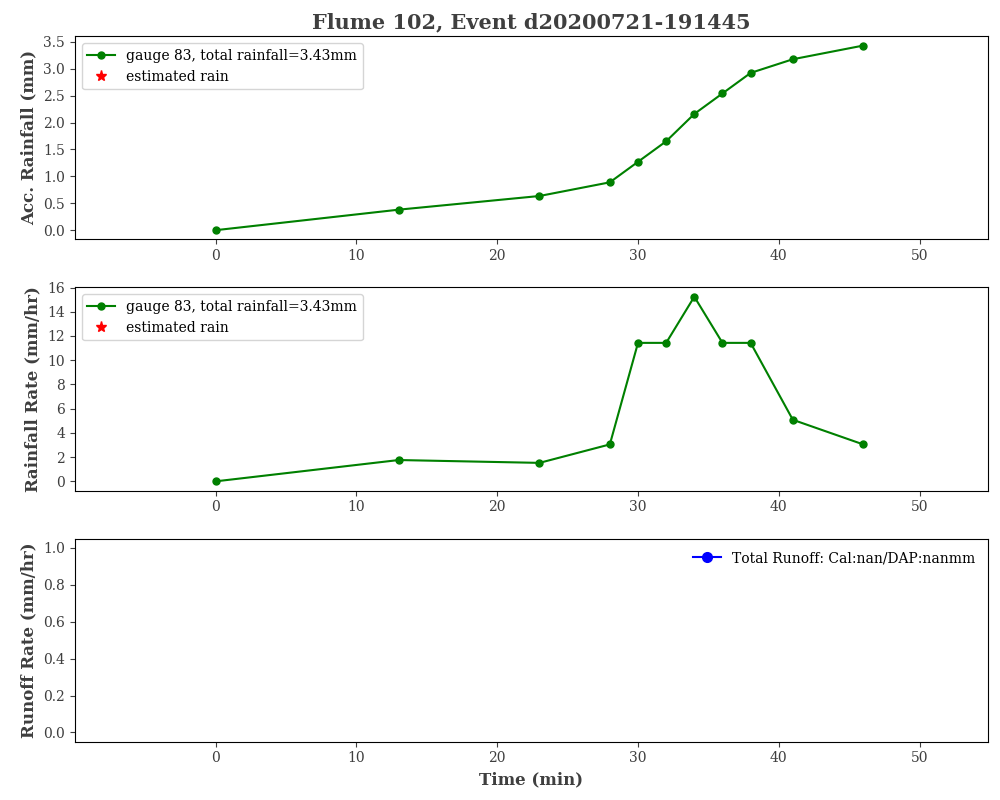 Flume 102, Event d20200721-191445
Acc. Rainfall (mm)
3.5
3.0
2.5
2.0
1.5
1.0
0.5
0.0
gauge 83, total rainfall=3.43mm
estimated rain
0 10 20 30 40 50
Rainfall Rate (mm/hr)
16
14
12
10
8
6
4
2
0
gauge 83, total rainfall=3.43mm
estimated rain
0 10 20 30 40 50
Runoff Rate (mm/hr)
1.0
0.8
0.6
0.4
0.2
0.0
Total Runoff: Cal:nan/DAP:nanmm
0 10 20 30 40 50
Time (min)